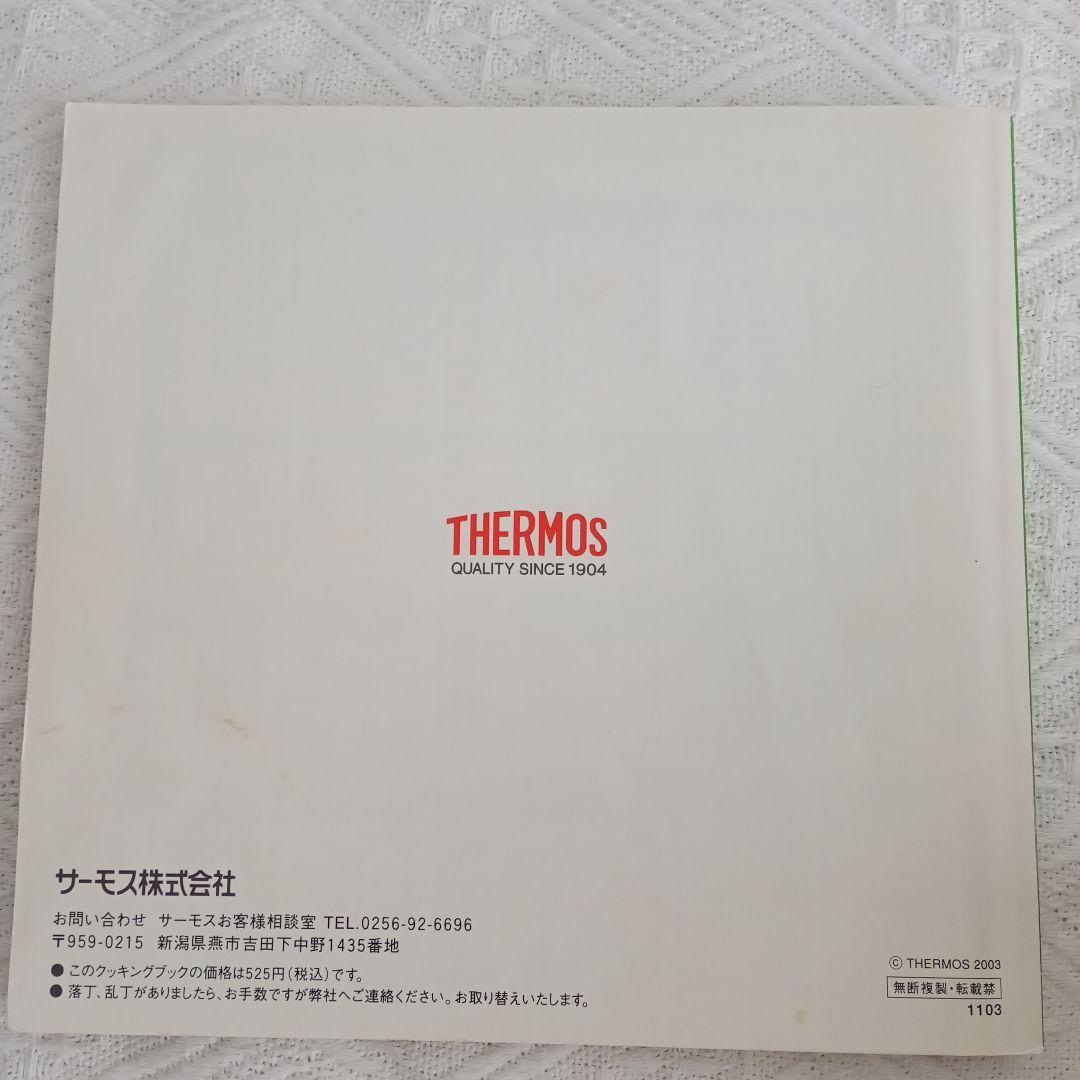 THERMOS
QUALITY SINCE 1904
サーモス株式会社
お問い合わせ サーモスお客様相談室 TEL.0256-92-6696
〒959-0215 新潟県燕市吉田下中野1435番地
● このクッキングブックの価格は525円(税込)です。
● 落丁、乱丁がありましたら、お手数ですが弊社へご連絡ください。お取り替えいたします。
© THERMOS 2003
無断複製・転載禁
1103